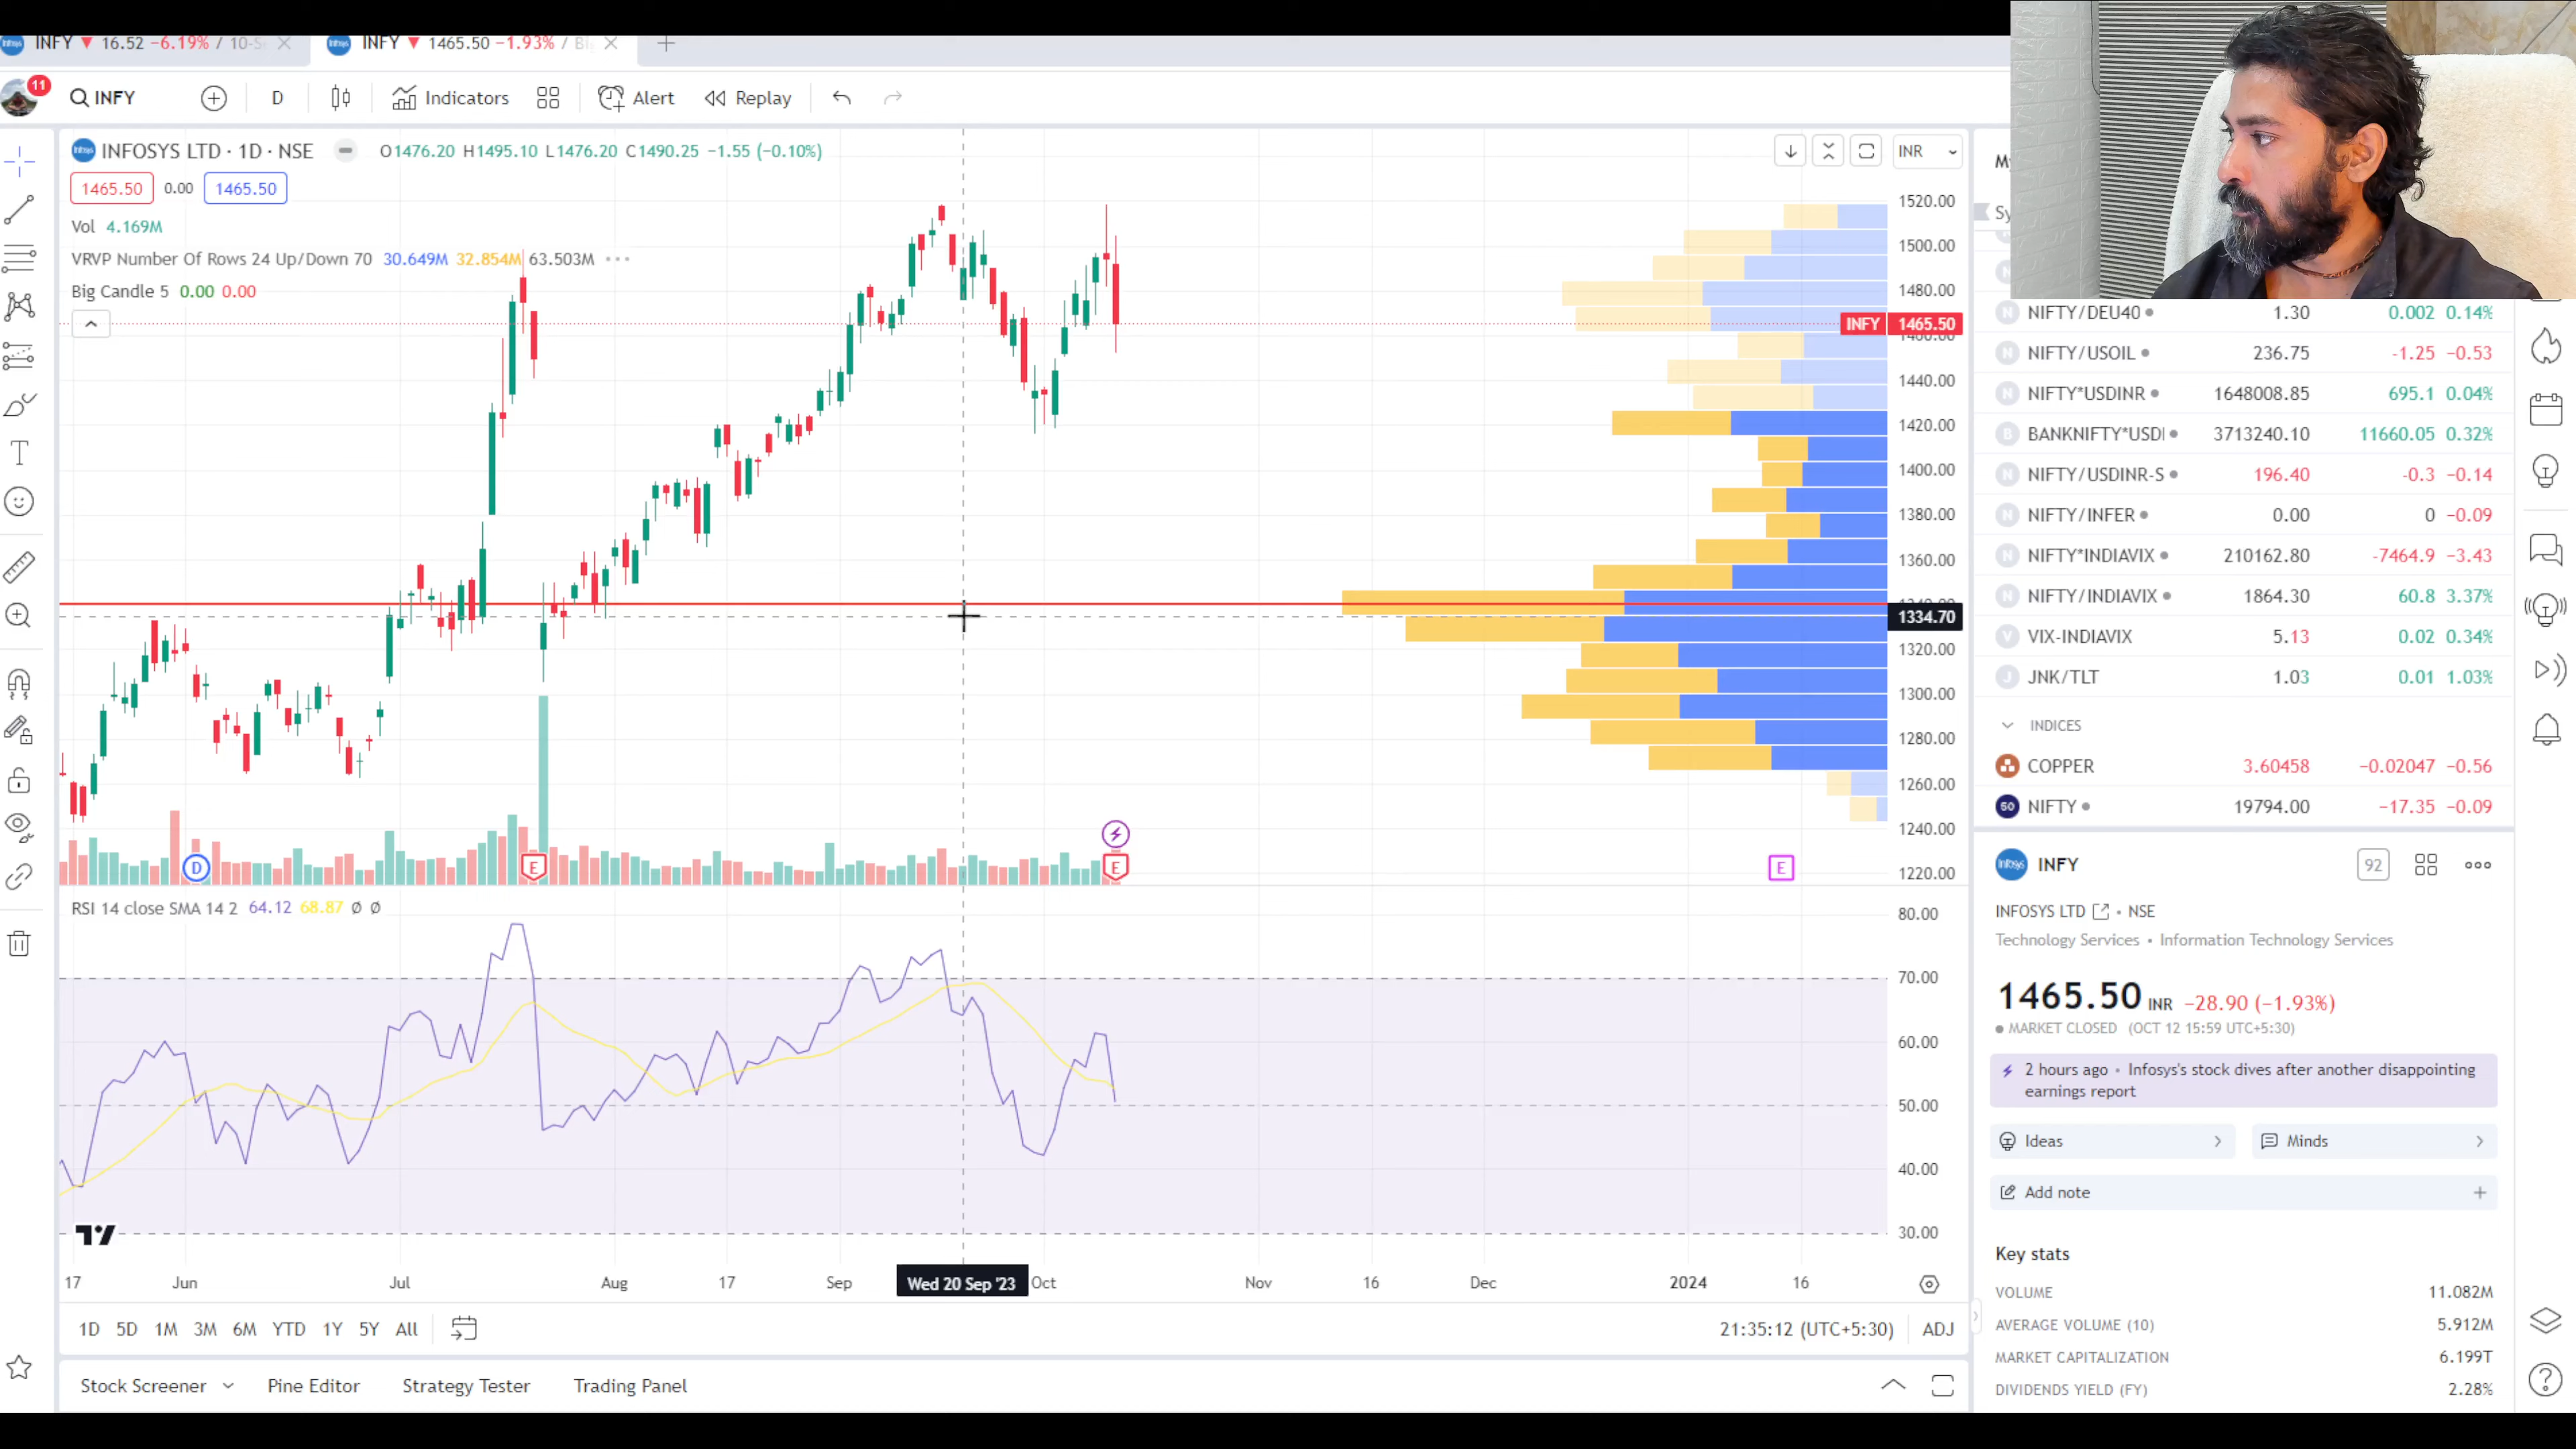 INFY 16.52 -6.19% / 10-S
INFY 1465.50 -1.93% /
11 INFY D Indicators Alert Replay
INFOSYS LTD · 1D · NSE O1476.20 H1495.10 L1476.20 C1490.25 -1.55 (-0.10%) INR
1465.50 0.00 1465.50
Vol 4.169M
VRVP Number Of Rows 24 Up/Down 70 30.649M 32.854M 63.503M
Big Candle 5 0.00 0.00
1520.00
1500.00
1480.00
INFY 1465.50
1460.00
1440.00
1420.00
1400.00
1380.00
1360.00
1334.70
1320.00
1300.00
1280.00
1260.00
1240.00
1220.00
D E E E
RSI 14 close SMA 14 2 64.12 68.87 Ø Ø
80.00
70.00
60.00
50.00
40.00
30.00
17 Jun Jul Aug 17 Sep Wed 20 Sep '23 Oct Nov 16 Dec 2024 16
1D 5D 1M 3M 6M YTD 1Y 5Y All
21:35:12 (UTC+5:30) ADJ
Stock Screener Pine Editor Strategy Tester Trading Panel
NIFTY/DEU40 1.30 0.002 0.14%
NIFTY/USOIL 236.75 -1.25 -0.53
NIFTY*USDINR 1648008.85 695.1 0.04%
BANKNIFTY*USDI 3713240.10 11660.05 0.32%
NIFTY/USDINR-S 196.40 -0.3 -0.14
NIFTY/INFER 0.00 0 -0.09
NIFTY*INDIAVIX 210162.80 -7464.9 -3.43
NIFTY/INDIAVIX 1864.30 60.8 3.37%
VIX-INDIAVIX 5.13 0.02 0.34%
JNK/TLT 1.03 0.01 1.03%
INDICES
COPPER 3.60458 -0.02047 -0.56
50 NIFTY 19794.00 -17.35 -0.09
Infosys INFY 92
INFOSYS LTD • NSE
Technology Services • Information Technology Services
1465.50 INR -28.90 (-1.93%)
MARKET CLOSED (OCT 12 15:59 UTC+5:30)
2 hours ago • Infosys's stock dives after another disappointing
earnings report
Ideas Minds
Add note
Key stats
VOLUME 11.082M
AVERAGE VOLUME (10) 5.912M
MARKET CAPITALIZATION 6.199T
DIVIDENDS YIELD (FY) 2.28%